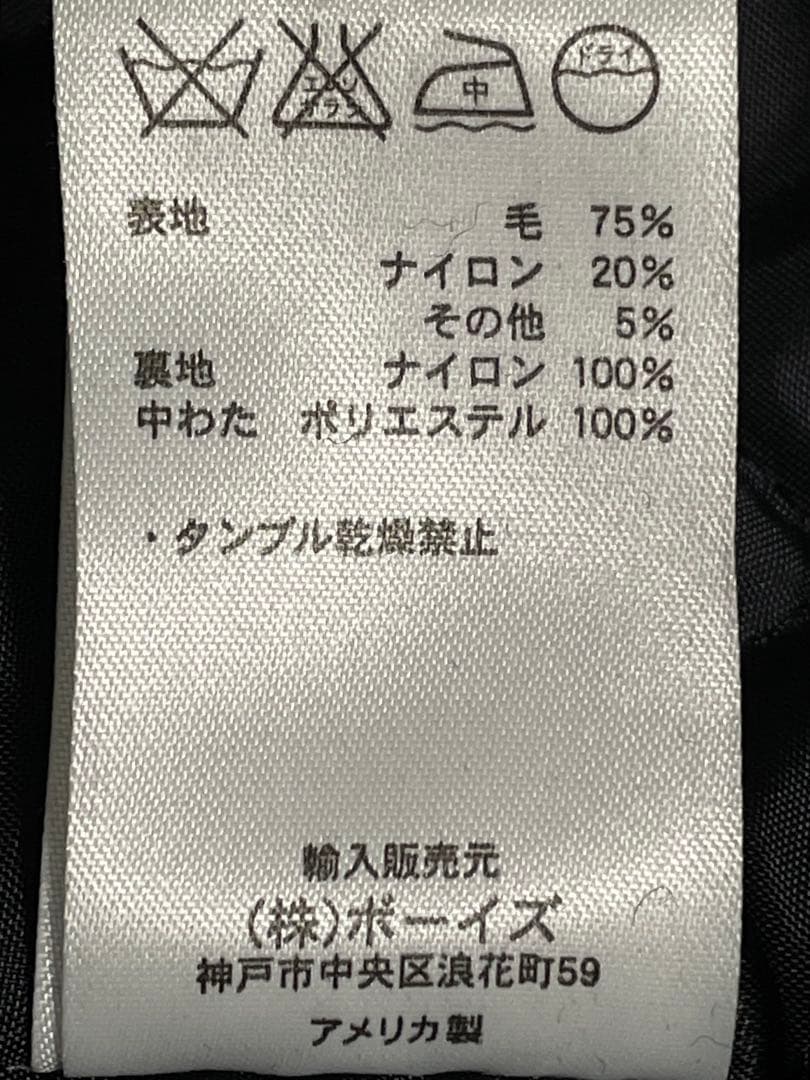 エンソ
サラシ
中
ドライ
表地 毛 75%
ナイロン 20%
その他 5%
裏地 ナイロン 100%
中わた ポリエステル 100%
・タンブル乾燥禁止
輸入販売元
(株)ボーイズ
神戸市中央区浪花町59
アメリカ製